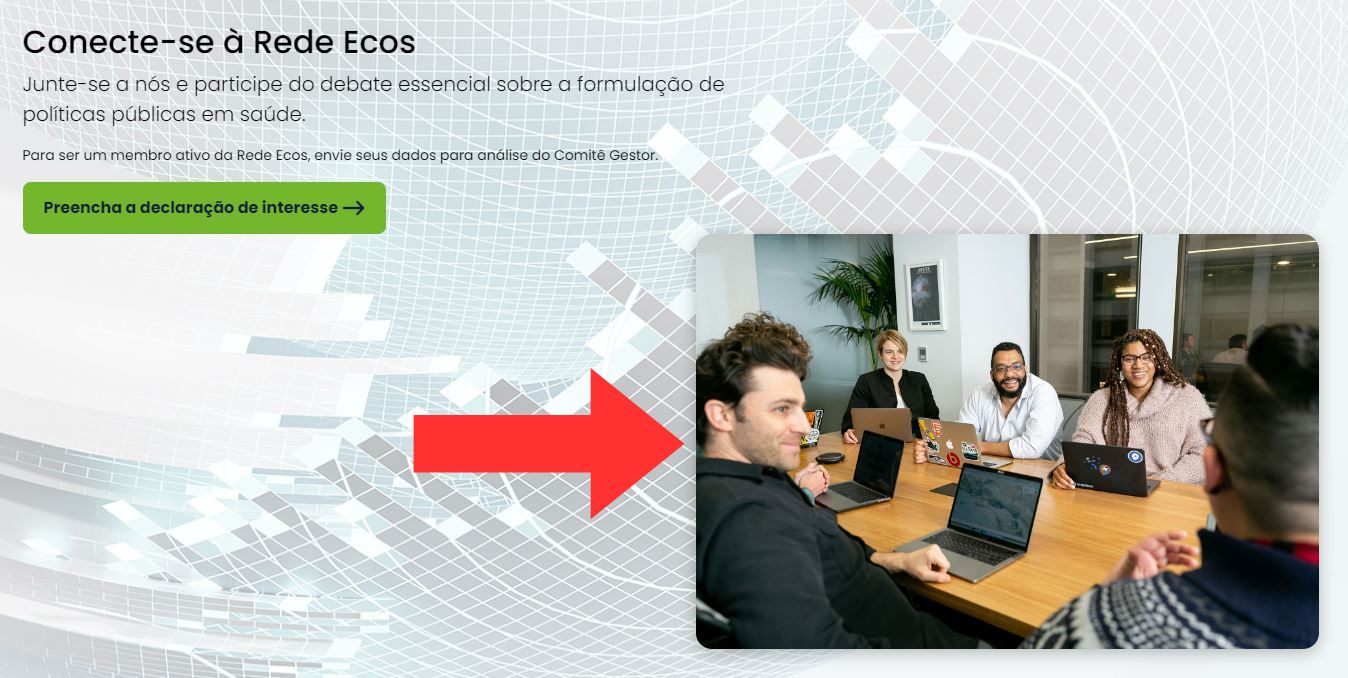 Conecte-se à Rede Ecos
Junte-se a nós e participe do debate essencial sobre a formulação de
políticas públicas em saúde.
Para ser um membro ativo da Rede Ecos, envie seus dados para análise do Comitê Gestor.
Preencha a declaração de interesse →